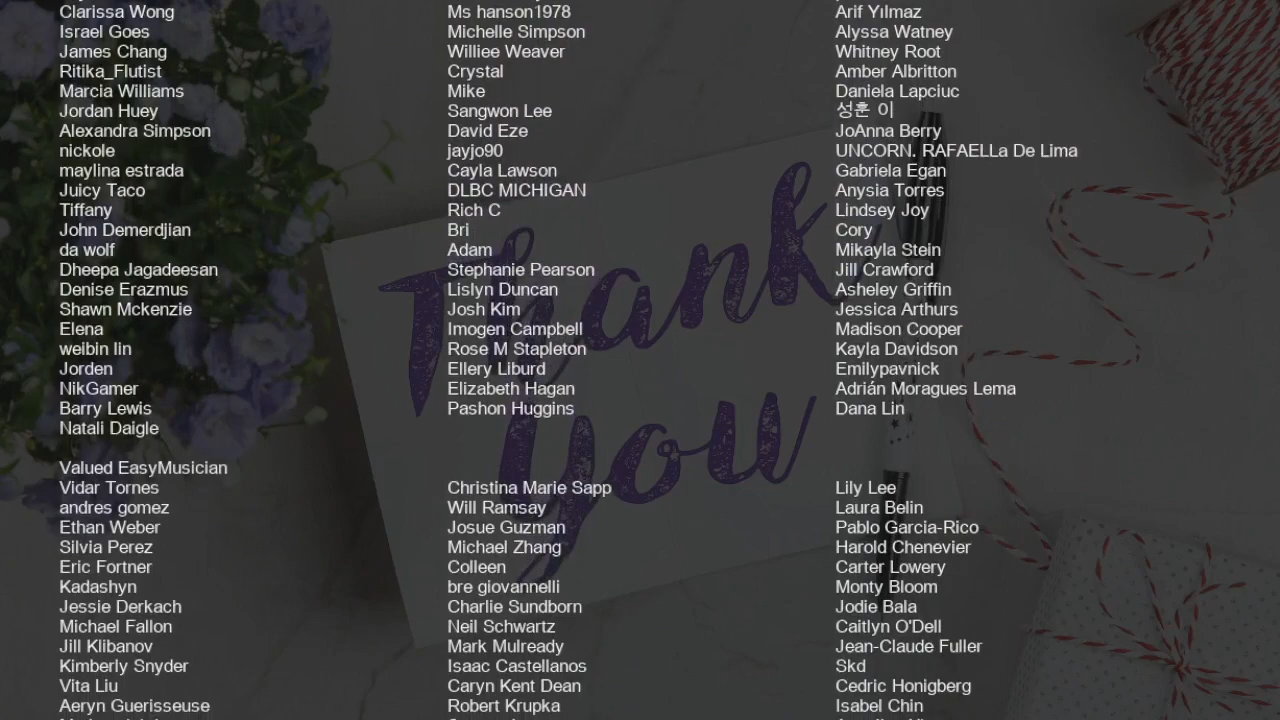 Clarissa Wong
Israel Goes
James Chang
Ritika_Flutist
Marcia Williams
Jordan Huey
Alexandra Simpson
nickole
maylina estrada
Juicy Taco
Tiffany
John Demerdjian
da wolf
Dheepa Jagadeesan
Denise Erazmus
Shawn Mckenzie
Elena
weibin lin
Jorden
NikGamer
Barry Lewis
Natali Daigle
Ms hanson1978
Michelle Simpson
Williee Weaver
Crystal
Mike
Sangwon Lee
David Eze
jayjo90
Cayla Lawson
DLBC MICHIGAN
Rich C
Bri
Adam
Stephanie Pearson
Lislyn Duncan
Josh Kim
Imogen Campbell
Rose M Stapleton
Ellery Liburd
Elizabeth Hagan
Pashon Huggins
Arif Yılmaz
Alyssa Watney
Whitney Root
Amber Albritton
Daniela Lapciuc
성훈 이
JoAnna Berry
UNCORN. RAFAELLa De Lima
Gabriela Egan
Anysia Torres
Lindsey Joy
Cory
Mikayla Stein
Jill Crawford
Asheley Griffin
Jessica Arthurs
Madison Cooper
Kayla Davidson
Emilypavnick
Adrián Moragues Lema
Dana Lin
Thank
you
Valued EasyMusician
Vidar Tornes
andres gomez
Ethan Weber
Silvia Perez
Eric Fortner
Kadashyn
Jessie Derkach
Michael Fallon
Jill Klibanov
Kimberly Snyder
Vita Liu
Aeryn Guerisseuse
Christina Marie Sapp
Will Ramsay
Josue Guzman
Michael Zhang
Colleen
bre giovannelli
Charlie Sundborn
Neil Schwartz
Mark Mulready
Isaac Castellanos
Caryn Kent Dean
Robert Krupka
Lily Lee
Laura Belin
Pablo Garcia-Rico
Harold Chenevier
Carter Lowery
Monty Bloom
Jodie Bala
Caitlyn O'Dell
Jean-Claude Fuller
Skd
Cedric Honigberg
Isabel Chin